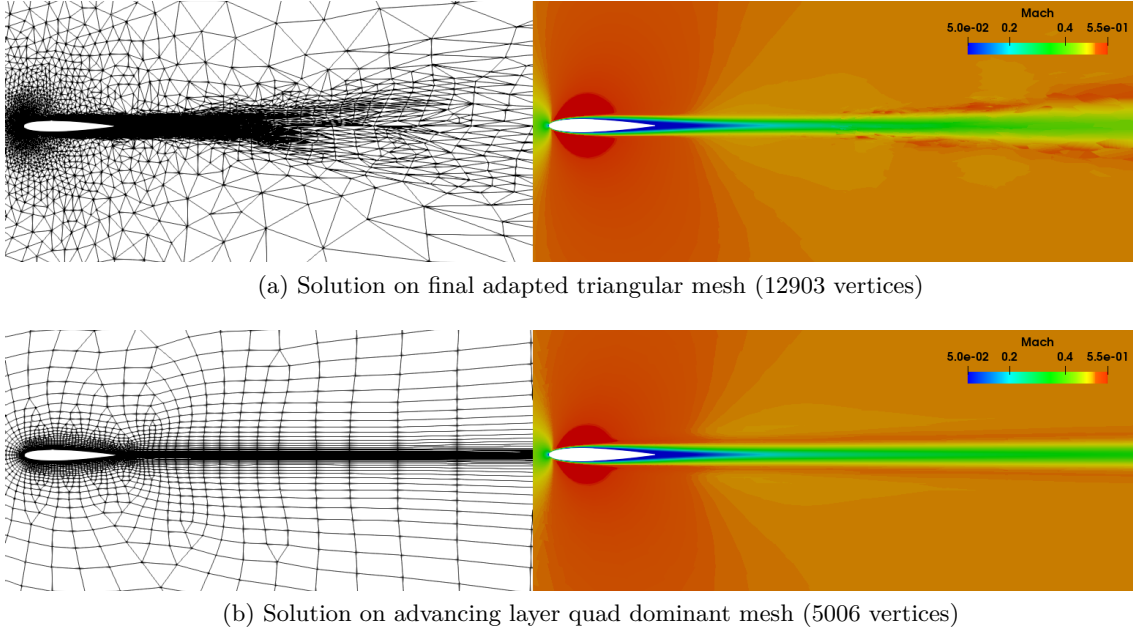 Mach
5.0e-02 0.2 0.4 5.5e-01
(a) Solution on final adapted triangular mesh (12903 vertices)
Mach
5.0e-02 0.2 0.4 5.5e-01
(b) Solution on advancing layer quad dominant mesh (5006 vertices)